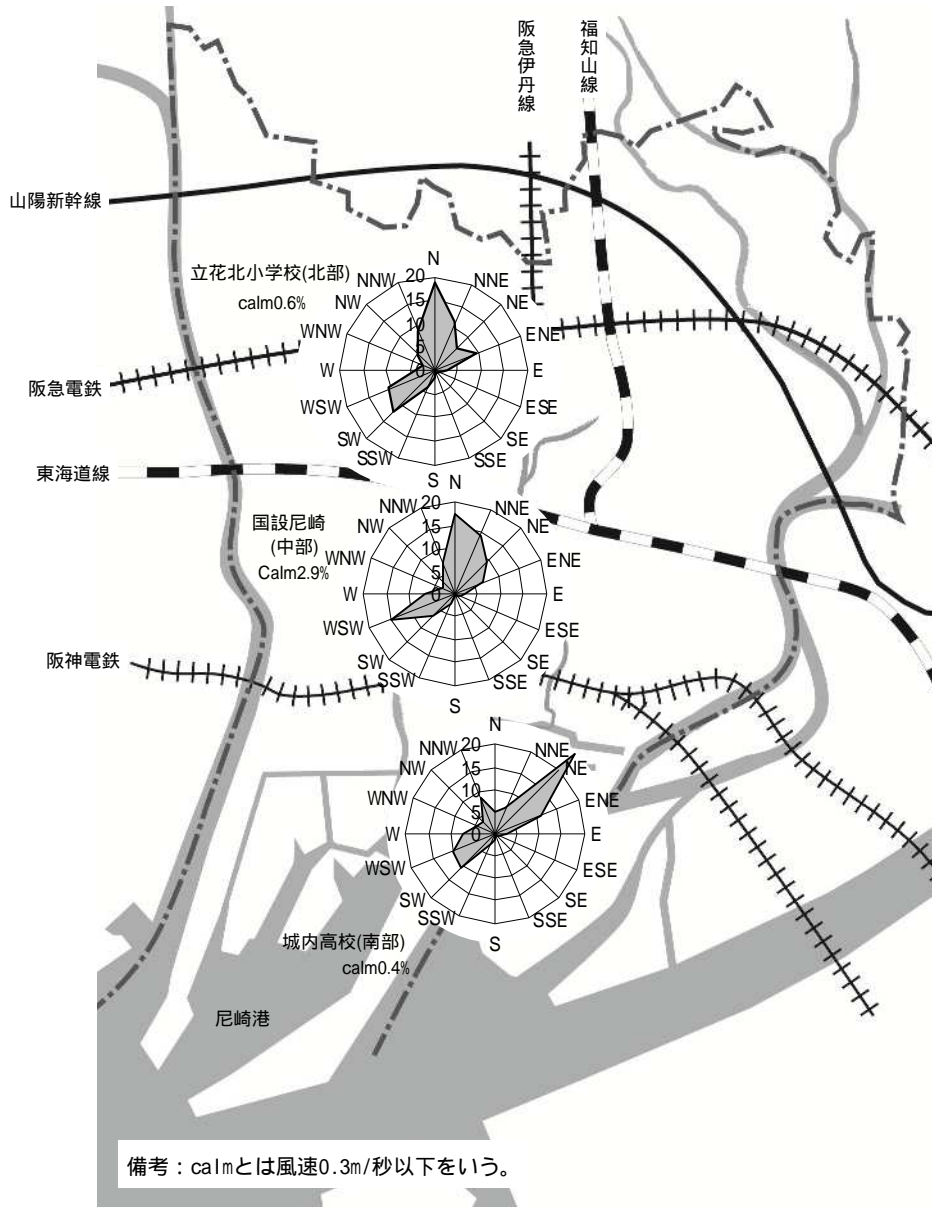 阪急伊丹線
福知山線
山陽新幹線
立花北小学校(北部)
calm0.6%
N
NNE
NE
ENE
E
ESE
SE
SSE
S
SSW
SW
WSW
W
WNW
NW
NNW
20
15
10
5
0
阪急電鉄
東海道線
国設尼崎
(中部)
Calm2.9%
N
NNE
NE
ENE
E
ESE
SE
SSE
S
SSW
SW
WSW
W
WNW
NW
NNW
20
15
10
5
0
阪神電鉄
N
NNE
NE
ENE
E
ESE
SE
SSE
S
SSW
SW
WSW
W
WNW
NW
NNW
20
15
10
5
0
城内高校(南部)
calm0.4%
尼崎港
備考：calmとは風速0.3m/秒以下をいう。